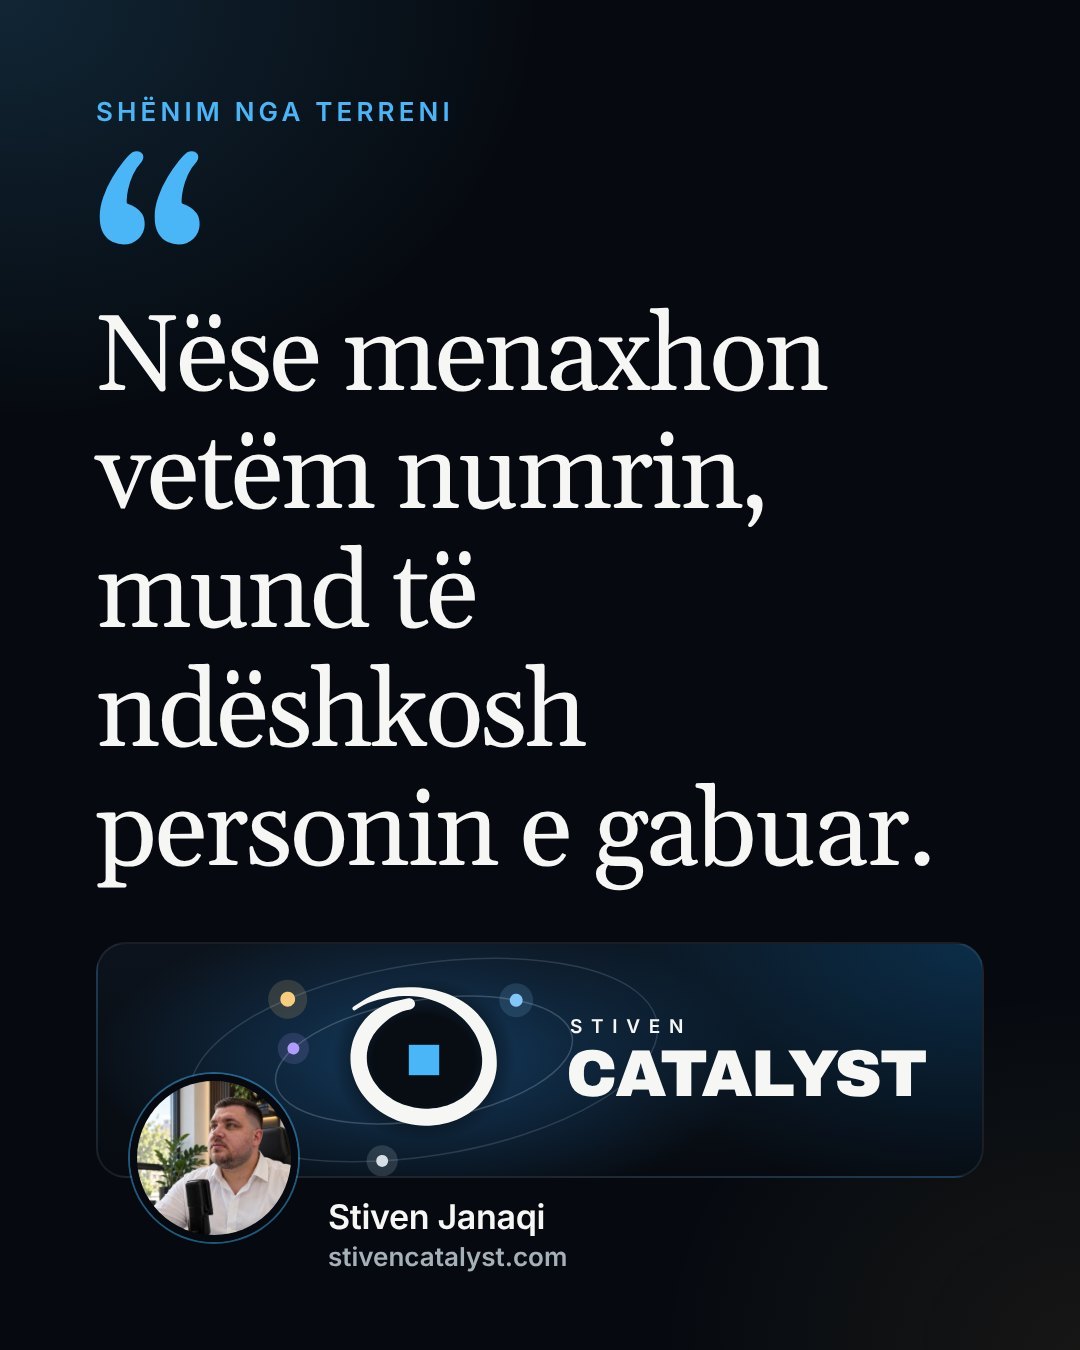 SHËNIM NGA TERRENI
“
Nëse menaxhon
vetëm numrin,
mund të
ndëshkosh
personin e gabuar.
STIVEN
CATALYST
Stiven Janaqi
stivencatalyst.com